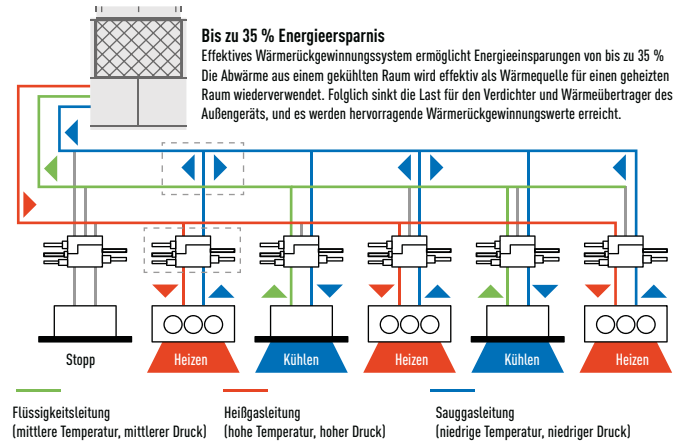 Bis zu 35 % Energieersparnis
Effektives Wärmerückgewinnungssystem ermöglicht Energieeinsparungen von bis zu 35 %
Die Abwärme aus einem gekühlten Raum wird effektiv als Wärmequelle für einen geheizten
Raum wiederverwendet. Folglich sinkt die Last für den Verdichter und Wärmeübertrager des
Außengeräts, und es werden hervorragende Wärmerückgewinnungswerte erreicht.
Stopp
Heizen
Kühlen
Heizen
Kühlen
Heizen
Flüssigkeitsleitung
(mittlere Temperatur, mittlerer Druck)
Heißgasleitung
(hohe Temperatur, hoher Druck)
Sauggasleitung
(niedrige Temperatur, niedriger Druck)